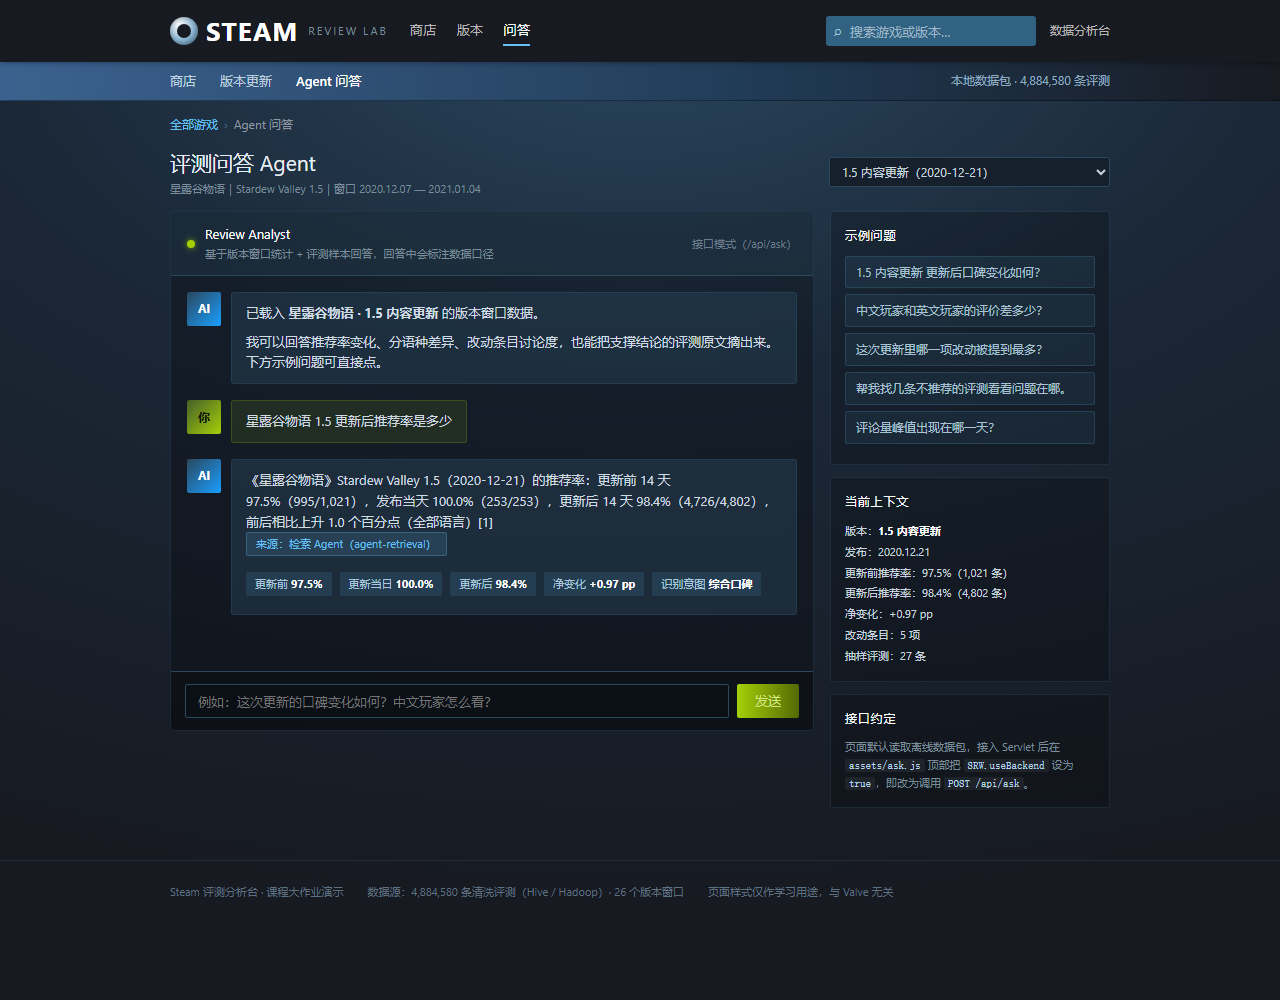 STEAM REVIEW LAB 商店 版本 问答 搜索游戏或版本... 数据分析台
商店 版本更新 Agent 问答 本地数据包 · 4,884,580 条评测
全部游戏 › Agent 问答
评测问答 Agent
星露谷物语 | Stardew Valley 1.5 | 窗口 2020.12.07 — 2021.01.04
1.5 内容更新（2020-12-21）
Review Analyst
基于版本窗口统计 + 评测样本回答，回答中会标注数据口径
接口模式（/api/ask）
AI
已载入 星露谷物语 · 1.5 内容更新 的版本窗口数据。
我可以回答推荐率变化、分语种差异、改动条目讨论度，也能把支撑结论的评测原文摘出来。
下方示例问题可直接点。
你
星露谷物语 1.5 更新后推荐率是多少
AI
《星露谷物语》Stardew Valley 1.5（2020-12-21）的推荐率：更新前 14 天
97.5%（995/1,021），发布当天 100.0%（253/253），更新后 14 天 98.4%（4,726/4,802），
前后相比上升 1.0 个百分点（全部语言）[1]
来源：检索 Agent（agent-retrieval）
更新前 97.5% 更新当日 100.0% 更新后 98.4% 净变化 +0.97 pp 识别意图 综合口碑
例如：这次更新的口碑变化如何？中文玩家怎么看？
发送
示例问题
1.5 内容更新 更新后口碑变化如何？
中文玩家和英文玩家的评价差多少？
这次更新里哪一项改动被提到最多？
帮我找几条不推荐的评测看看问题在哪。
评论量峰值出现在哪一天？
当前上下文
版本：1.5 内容更新
发布：2020.12.21
更新前推荐率：97.5%（1,021 条）
更新后推荐率：98.4%（4,802 条）
净变化：+0.97 pp
改动条目：5 项
抽样评测：27 条
接口约定
页面默认读取离线数据包，接入 Servlet 后在
assets/ask.js 顶部把 SRW.useBackend 设为
true，即改为调用 POST /api/ask。
Steam 评测分析台 · 课程大作业演示 数据源：4,884,580 条清洗评测（Hive / Hadoop）· 26 个版本窗口 页面样式仅作学习用途，与 Valve 无关